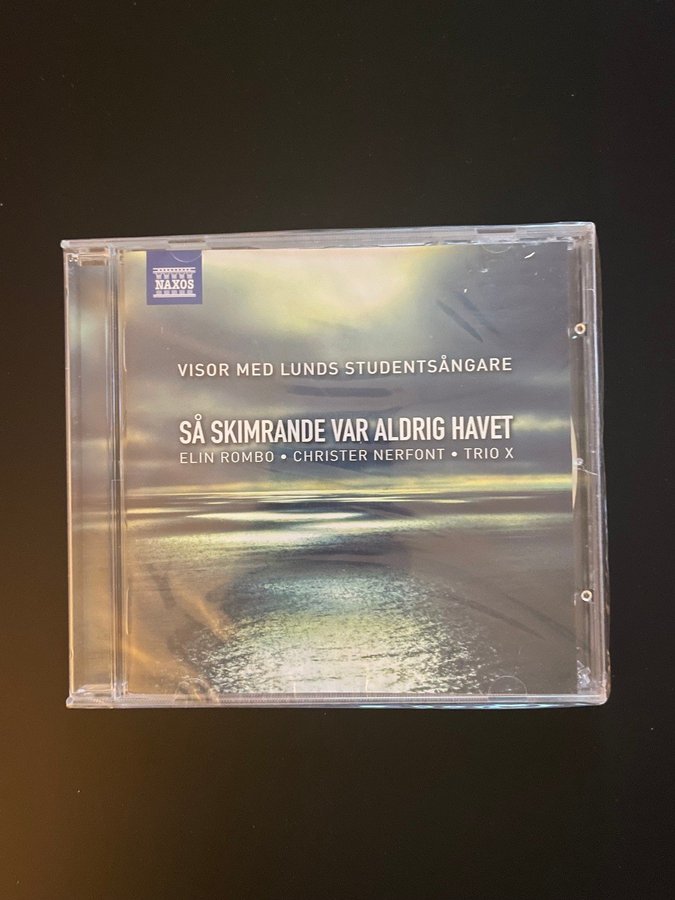 NAXOS
VISOR MED LUNDS STUDENTSÅNGARE
SÅ SKIMRANDE VAR ALDRIG HAVET
ELIN ROMBO • CHRISTER NERFONT • TRIO X